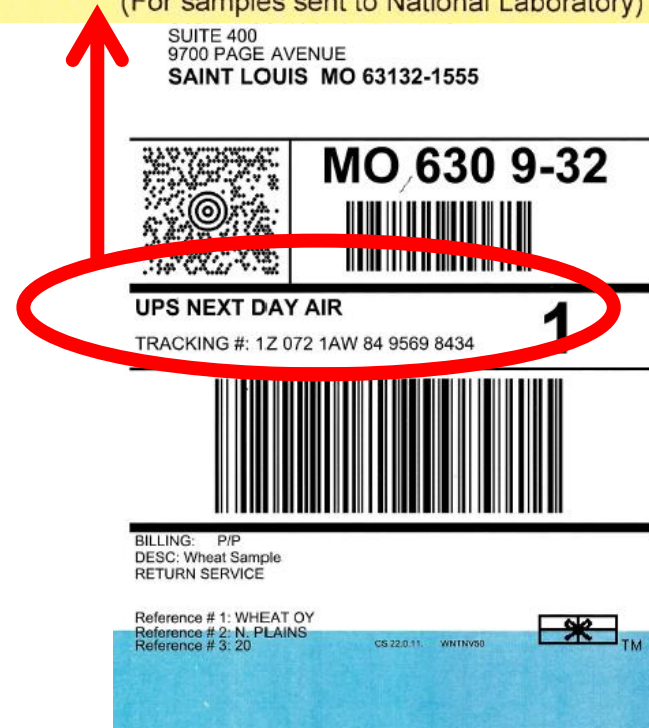 (For samples sent to National Laboratory)
SUITE 400
9700 PAGE AVENUE
SAINT LOUIS MO 63132-1555
MO 630 9-32
UPS NEXT DAY AIR
1
TRACKING #: 1Z 072 1AW 84 9569 8434
BILLING: P/P
DESC: Wheat Sample
RETURN SERVICE
Reference # 1: WHEAT OY
Reference # 2: N. PLAINS
Reference # 3: 20
CS 22.0.11. WNTNV50
TM